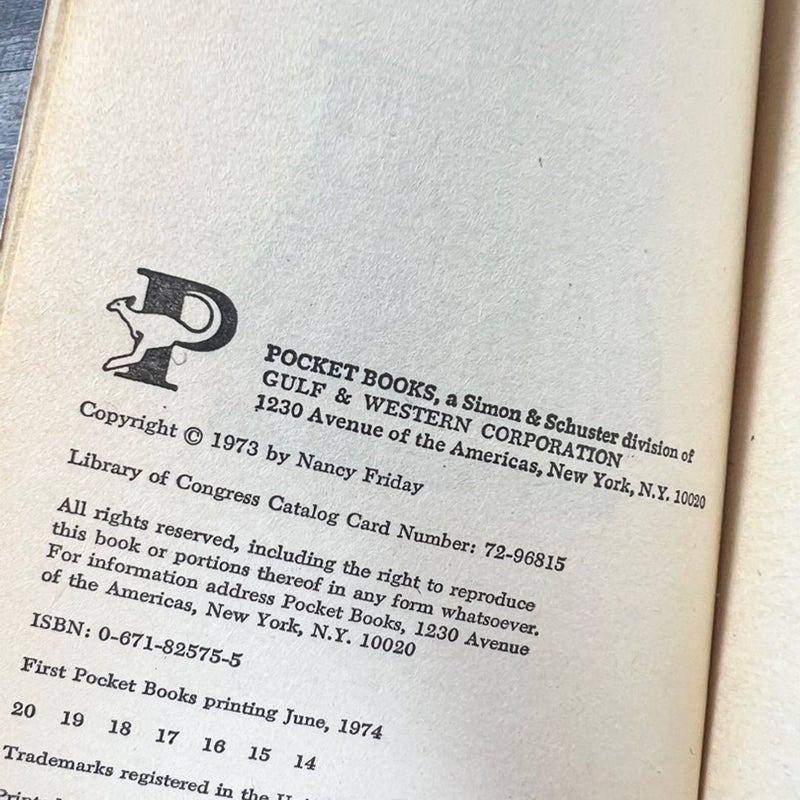 P
POCKET BOOKS, a Simon & Schuster division of
GULF & WESTERN CORPORATION
1230 Avenue of the Americas, New York, N.Y. 10020
Copyright © 1973 by Nancy Friday
Library of Congress Catalog Card Number: 72-96815
All rights reserved, including the right to reproduce
this book or portions thereof in any form whatsoever.
For information address Pocket Books, 1230 Avenue
of the Americas, New York, N.Y. 10020
ISBN: 0-671-82575-5
First Pocket Books printing June, 1974
20 19 18 17 16 15 14
Trademarks registered in the